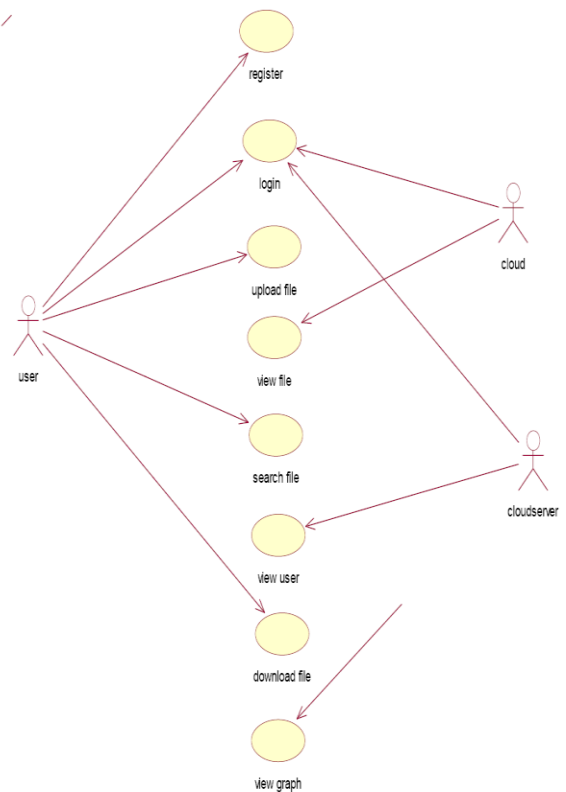 register
login
cloud
upload file
user
view file
search file
cloudserver
view user
download file
view graph